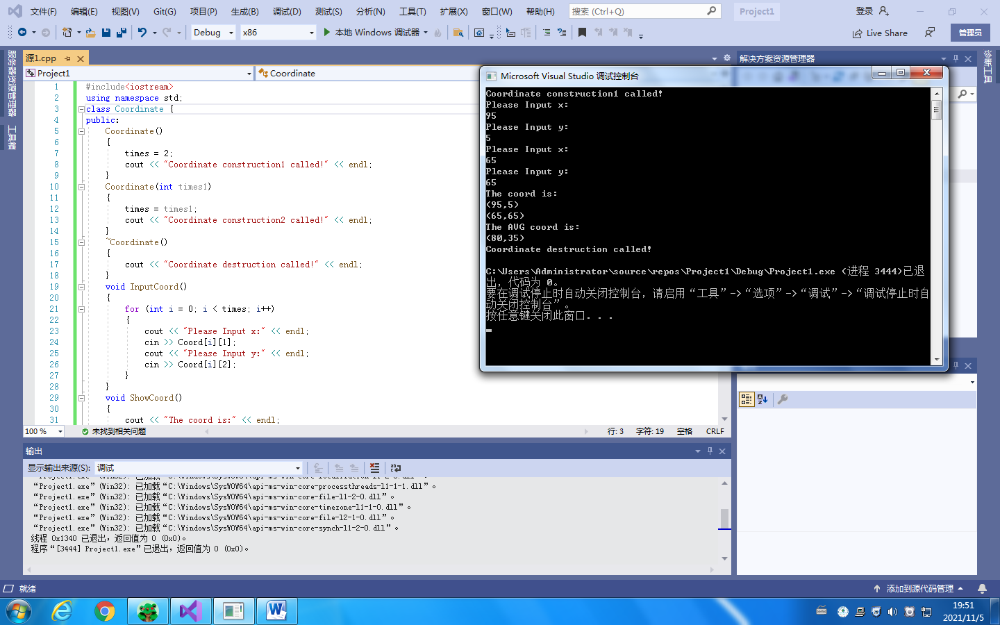 文件(F) 编辑(E) 视图(V) Git(G) 项目(P) 生成(B) 调试(D) 测试(S) 分析(N) 工具(T) 扩展(X) 窗口(W) 帮助(H) 搜索 (Ctrl+Q) Project1 登录
Debug x86 本地 Windows 调试器 Live Share 管理员
服务器资源管理器
工具箱
源1.cpp
Project1 Coordinate
1 #include<iostream>
2 using namespace std;
3 class Coordinate {
4 public:
5 Coordinate()
6 {
7 times = 2;
8 cout << "Coordinate construction1 called!" << endl;
9 }
10 Coordinate(int times1)
11 {
12 times = times1;
13 cout << "Coordinate construction2 called!" << endl;
14 }
15 ~Coordinate()
16 {
17 cout << "Coordinate destruction called!" << endl;
18 }
19 void InputCoord()
20 {
21 for (int i = 0; i < times; i++)
22 {
23 cout << "Please Input x:" << endl;
24 cin >> Coord[i][1];
25 cout << "Please Input y:" << endl;
26 cin >> Coord[i][2];
27 }
28 }
29 void ShowCoord()
30 {
31 cout << "The coord is:" << endl;
100 % 未找到相关问题 行: 3 字符: 19 空格 CRLF
解决方案资源管理器
诊断工具
Microsoft Visual Studio 调试控制台
Coordinate construction1 called!
Please Input x:
95
Please Input y:
5
Please Input x:
65
Please Input y:
65
The coord is:
(95,5)
(65,65)
The AVG coord is:
(80,35)
Coordinate destruction called!
C:\Users\Administrator\source\repos\Project1\Debug\Project1.exe (进程 3444)已退
出，代码为 0。
要在调试停止时自动关闭控制台，请启用“工具”->“选项”->“调试”->“调试停止时自
动关闭控制台”。
按任意键关闭此窗口. . .
输出
显示输出来源(S): 调试
“Project1.exe”(Win32): 已加载“C:\Windows\SysWOW64\api-ms-win-core-processthreads-l1-1-1.dll”。
“Project1.exe”(Win32): 已加载“C:\Windows\SysWOW64\api-ms-win-core-file-l1-2-0.dll”。
“Project1.exe”(Win32): 已加载“C:\Windows\SysWOW64\api-ms-win-core-timezone-l1-1-0.dll”。
“Project1.exe”(Win32): 已加载“C:\Windows\SysWOW64\api-ms-win-core-file-l2-1-0.dll”。
“Project1.exe”(Win32): 已加载“C:\Windows\SysWOW64\api-ms-win-core-synch-l1-2-0.dll”。
线程 0x1340 已退出，返回值为 0 (0x0)。
程序“[3444] Project1.exe”已退出，返回值为 0 (0x0)。
就绪 添加到源代码管理
19:51
2021/11/5